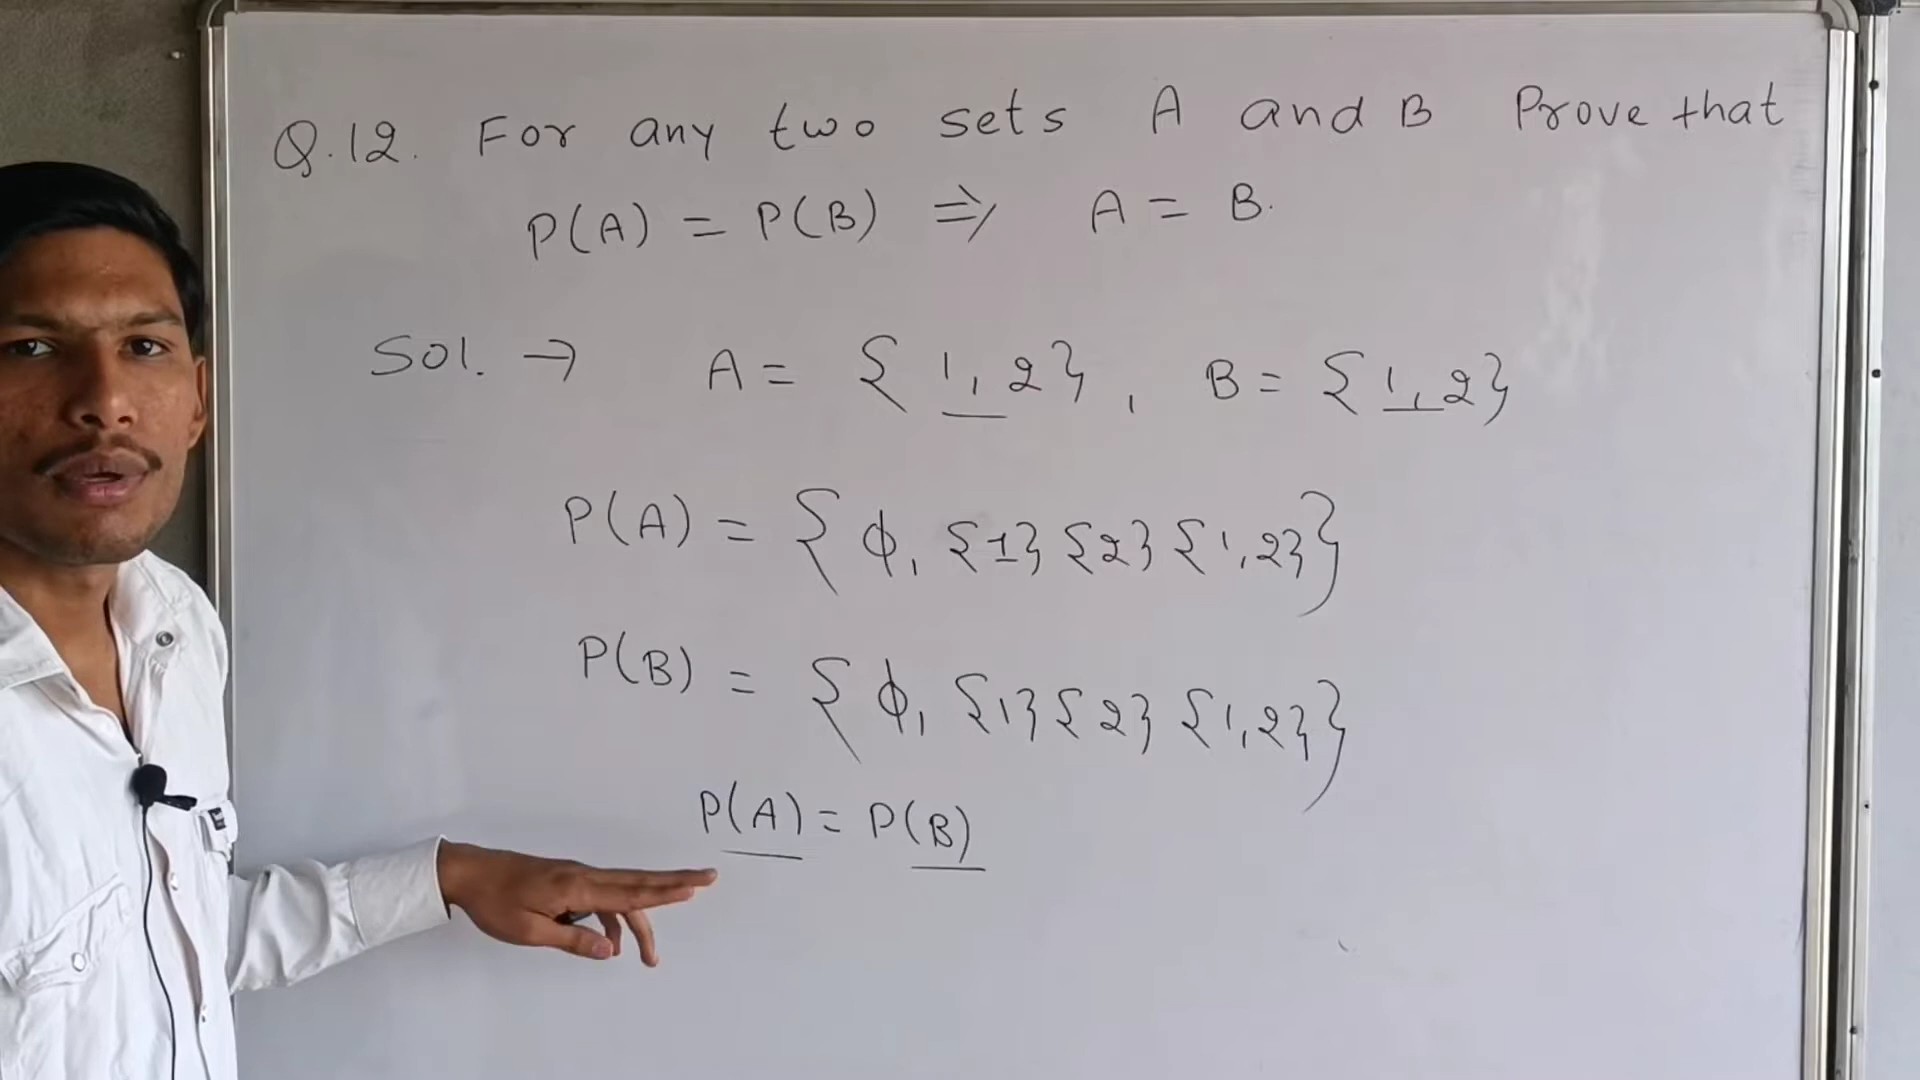 Q.12. For any two sets A and B Prove that
P(A) = P(B) => A = B.
Sol. → A = { 1, 2}, B = { 1, 2}
P(A) = { ϕ, {1} {2} {1,2}}
P(B) = { ϕ, {1} {2} {1,2}}
P(A) = P(B)